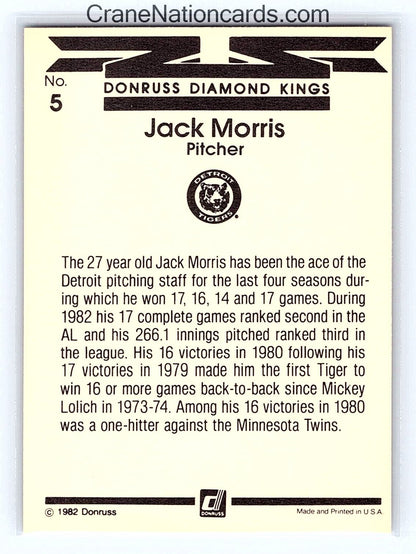 CraneNationcards.com
No.
5
DONRUSS DIAMOND KINGS
Jack Morris
Pitcher
DETROIT
TIGERS
The 27 year old Jack Morris has been the ace of the
Detroit pitching staff for the last four seasons dur-
ing which he won 17, 16, 14 and 17 games. During
1982 his 17 complete games ranked second in the
AL and his 266.1 innings pitched ranked third in
the league. His 16 victories in 1980 following his
17 victories in 1979 made him the first Tiger to
win 16 or more games back-to-back since Mickey
Lolich in 1973-74. Among his 16 victories in 1980
was a one-hitter against the Minnesota Twins.
© 1982 Donruss
DONRUSS
Made and Printed in U.S.A.